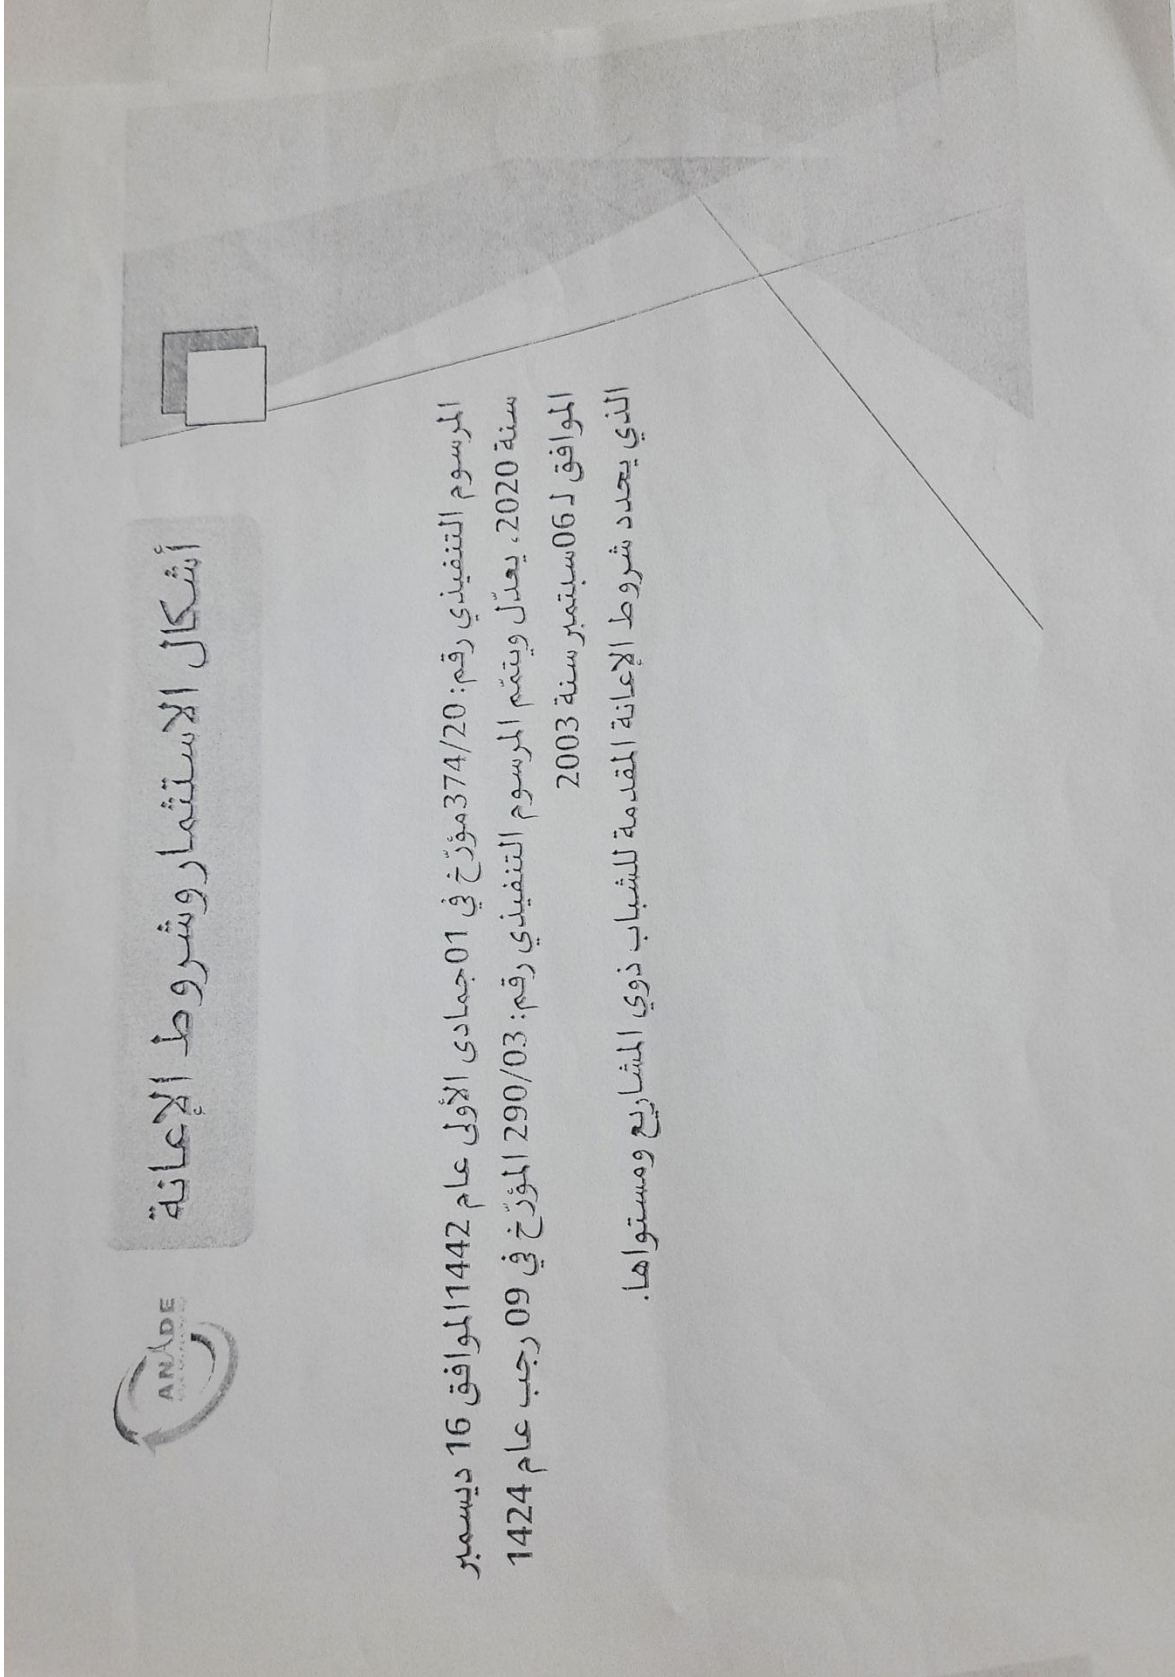 ANADE
أشكال الاستثمار وشروط الإعانة
المرسوم التنفيذي رقم: 374/20 مؤرّخ في 01 جمادى الأولى عام 1442 الموافق 16 ديسمبر
سنة 2020، يعدّل ويتمّم المرسوم التنفيذي رقم: 290/03 المؤرّخ في 09 رجب عام 1424
الموافق لـ 06 سبتمبر سنة 2003
الذي يحدد شروط الإعانة المقدمة للشباب ذوي المشاريع ومستواها.